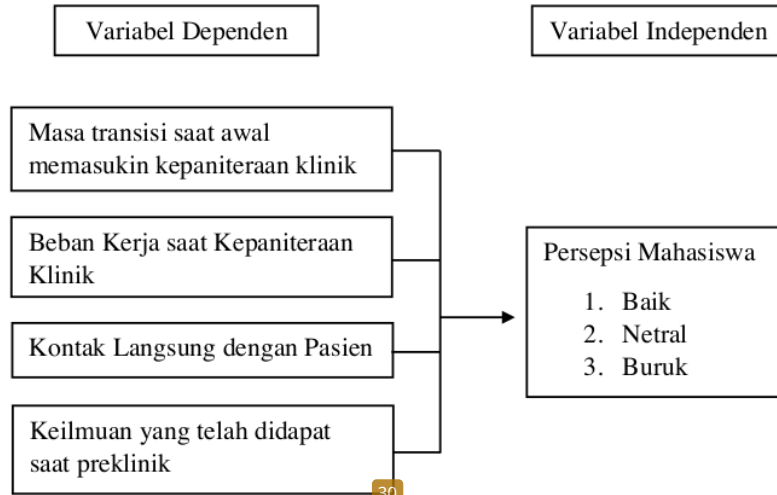 Variabel Dependen
Variabel Independen
Masa transisi saat awal
memasukin kepaniteraan klinik
Beban Kerja saat Kepaniteraan
Klinik
Kontak Langsung dengan Pasien
Keilmuan yang telah didapat
saat preklinik
Persepsi Mahasiswa
1. Baik
2. Netral
3. Buruk
30